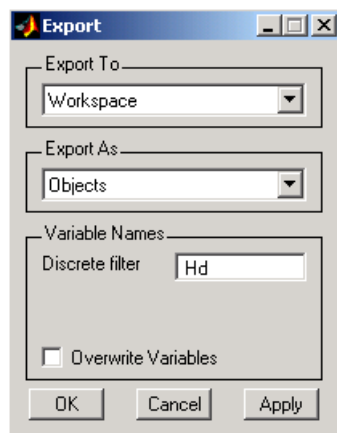 Export
Export To
Workspace
Export As
Objects
Variable Names
Discrete filter Hd
Overwrite Variables
OK Cancel Apply